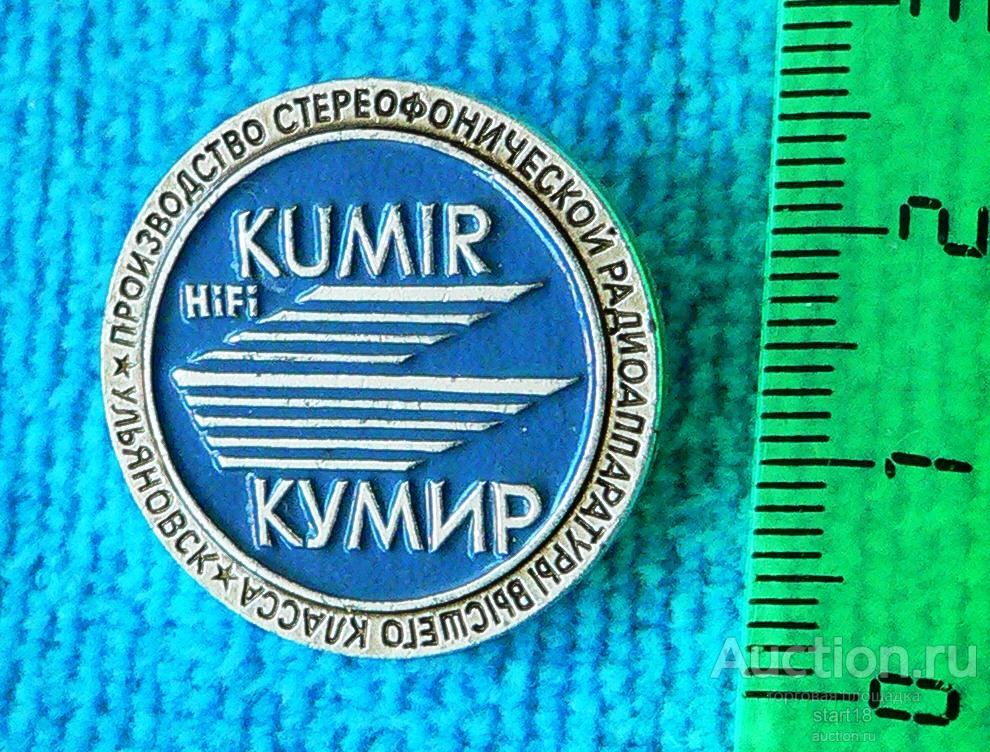 ★ ПРОИЗВОДСТВО СТЕРЕОФОНИЧЕСКОЙ РАДИОАППАРАТУРЫ ВЫСШЕГО КЛАССА ★ УЛЬЯНОВСК
KUMIR
HiFi
КУМИР
2
1
0
Auction.ru
торговая площадка
start18
auction.ru